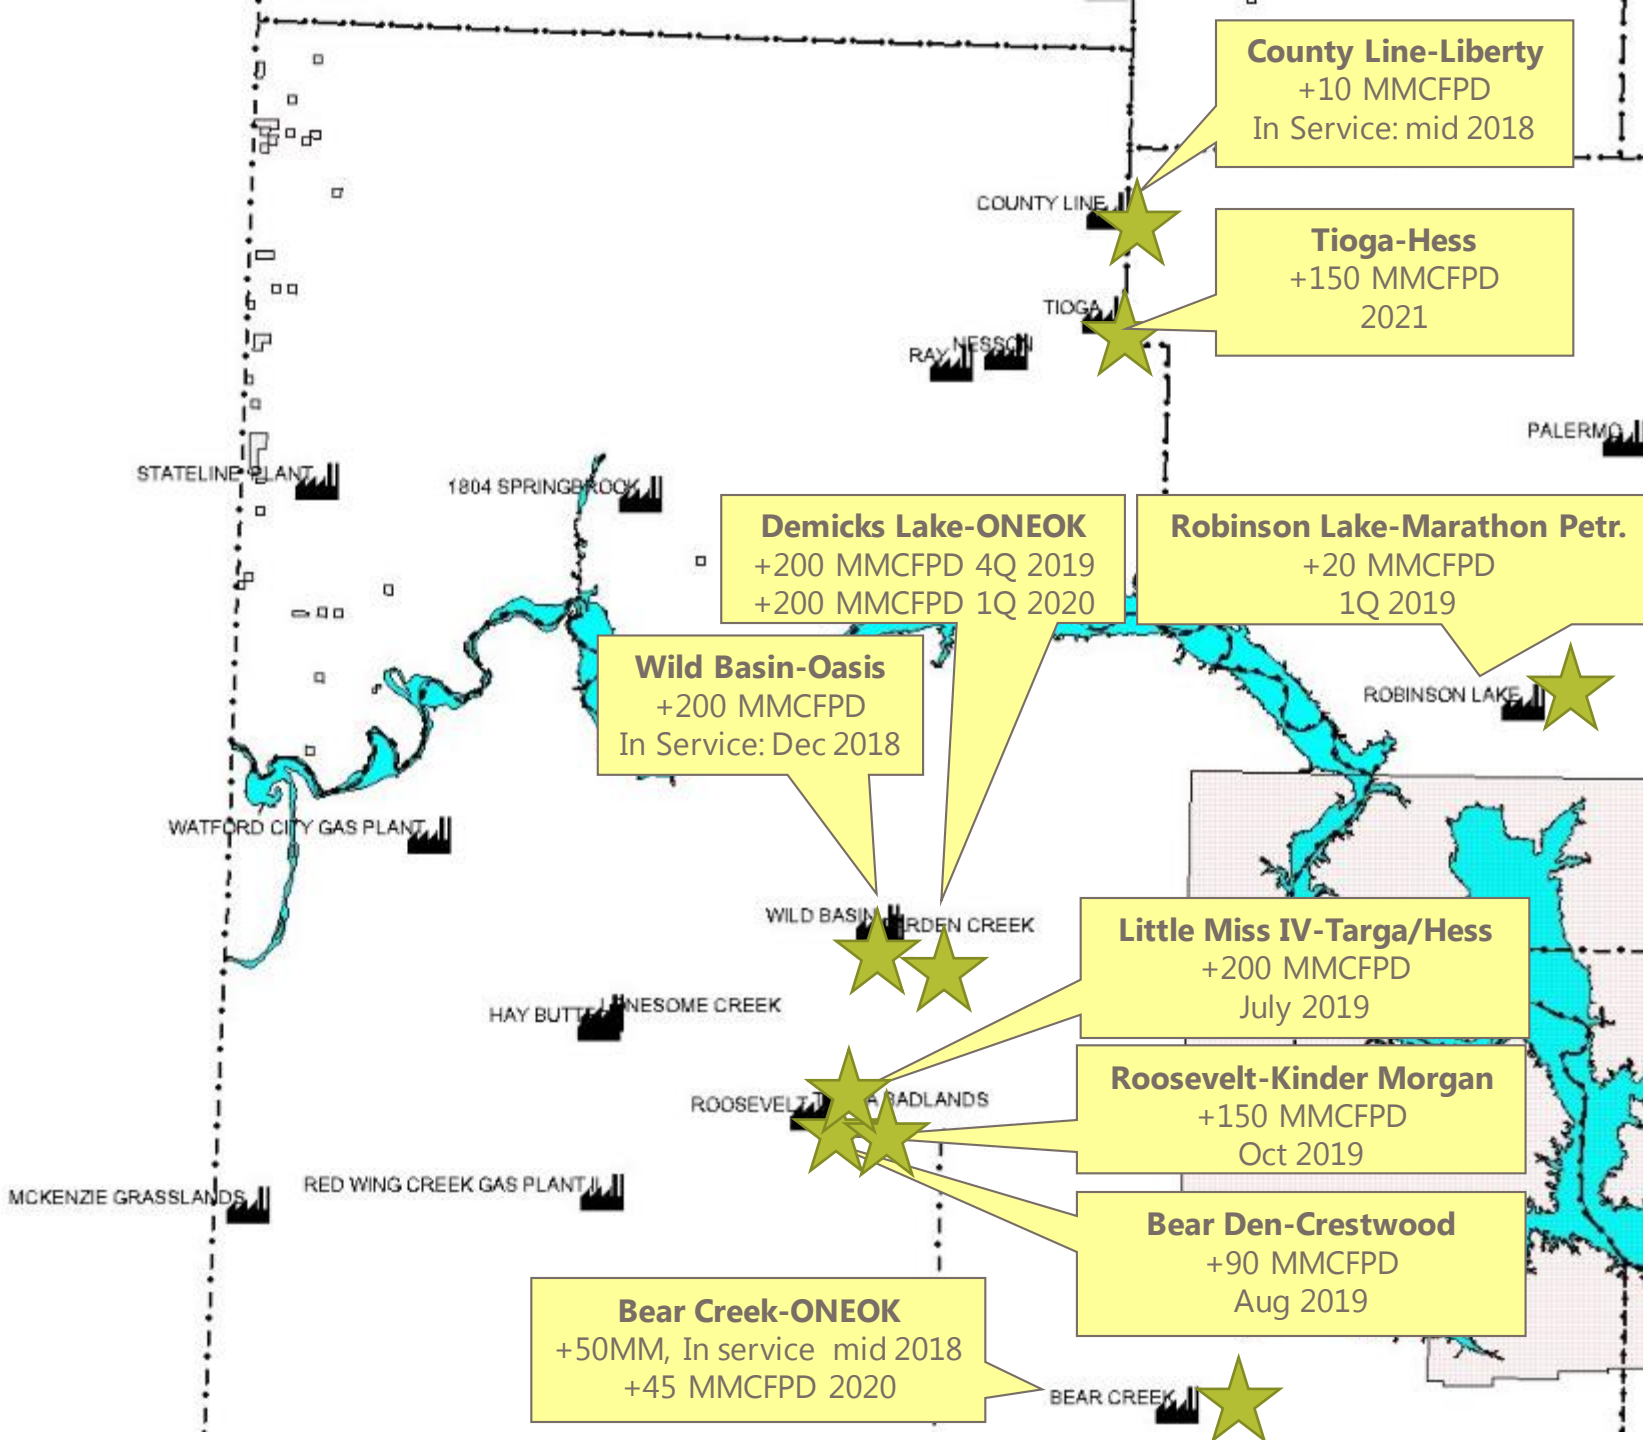 County Line-Liberty
+10 MMCFPD
In Service: mid 2018
COUNTY LINE
Tioga-Hess
+150 MMCFPD
2021
TIOGA
NESSON
RAY
PALERMO
STATELINE PLANT
1804 SPRINGBROOK
Demicks Lake-ONEOK
+200 MMCFPD 4Q 2019
+200 MMCFPD 1Q 2020
Robinson Lake-Marathon Petr.
+20 MMCFPD
1Q 2019
Wild Basin-Oasis
+200 MMCFPD
In Service: Dec 2018
ROBINSON LAKE
WATFORD CITY GAS PLANT
WILD BASIN
CREEK
Little Miss IV-Targa/Hess
+200 MMCFPD
July 2019
HAY
CREEK
Roosevelt-Kinder Morgan
+150 MMCFPD
Oct 2019
ROOSEVELT
BADLANDS
MCKENZIE GRASSLANDS
RED WING CREEK GAS PLANT
Bear Den-Crestwood
+90 MMCFPD
Aug 2019
Bear Creek-ONEOK
+50MM, In service mid 2018
+45 MMCFPD 2020
BEAR CREEK